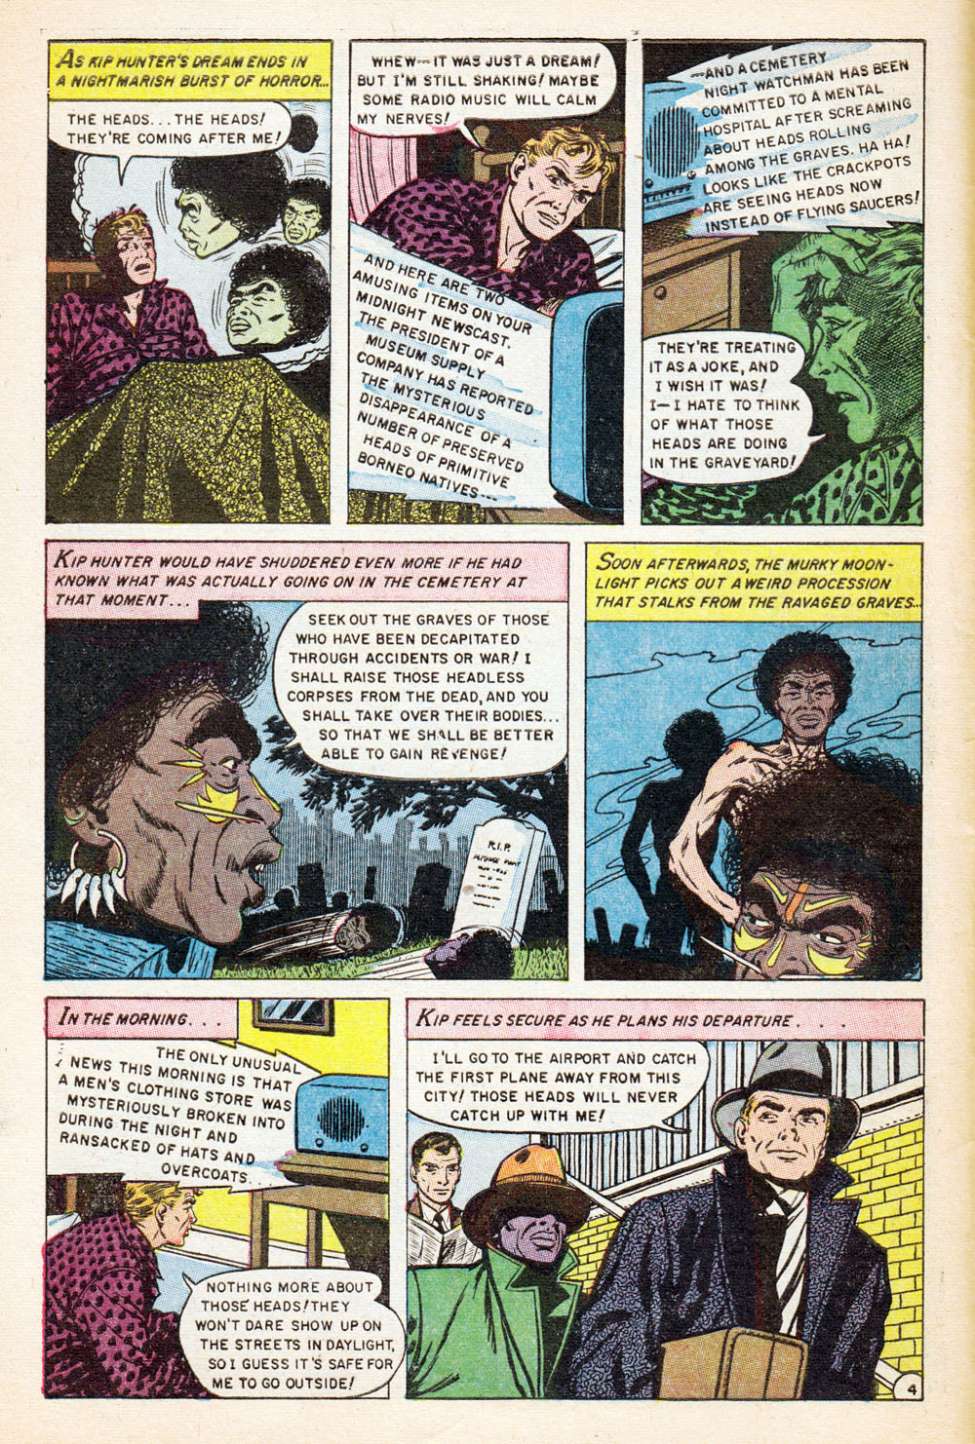 AS KIP HUNTER'S DREAM ENDS IN
A NIGHTMARISH BURST OF HORROR...
THE HEADS...THE HEADS!
THEY'RE COMING AFTER ME!
WHEW--IT WAS JUST A DREAM!
BUT I'M STILL SHAKING! MAYBE
SOME RADIO MUSIC WILL CALM
MY NERVES!
AND HERE ARE TWO
AMUSING ITEMS ON YOUR
MIDNIGHT NEWSCAST.
THE PRESIDENT OF A
MUSEUM SUPPLY
COMPANY HAS REPORTED
THE MYSTERIOUS
DISAPPEARANCE OF A
NUMBER OF PRESERVED
HEADS OF PRIMITIVE
BORNEO NATIVES---
--AND A CEMETERY
NIGHT WATCHMAN HAS BEEN
COMMITTED TO A MENTAL
HOSPITAL AFTER SCREAMING
ABOUT HEADS ROLLING
AMONG THE GRAVES. HA HA!
LOOKS LIKE THE CRACKPOTS
ARE SEEING HEADS NOW
INSTEAD OF FLYING SAUCERS!
THEY'RE TREATING
IT AS A JOKE, AND
I WISH IT WAS!
I--I HATE TO THINK
OF WHAT THOSE
HEADS ARE DOING
IN THE GRAVEYARD!
KIP HUNTER WOULD HAVE SHUDDERED EVEN MORE IF HE HAD
KNOWN WHAT WAS ACTUALLY GOING ON IN THE CEMETERY AT
THAT MOMENT...
SEEK OUT THE GRAVES OF THOSE
WHO HAVE BEEN DECAPITATED
THROUGH ACCIDENTS OR WAR! I
SHALL RAISE THOSE HEADLESS
CORPSES FROM THE DEAD, AND YOU
SHALL TAKE OVER THEIR BODIES...
SO THAT WE SHALL BE BETTER
ABLE TO GAIN REVENGE!
R.I.P.
SOON AFTERWARDS, THE MURKY MOON-
LIGHT PICKS OUT A WEIRD PROCESSION
THAT STALKS FROM THE RAVAGED GRAVES...
IN THE MORNING...
THE ONLY UNUSUAL
NEWS THIS MORNING IS THAT
A MEN'S CLOTHING STORE WAS
MYSTERIOUSLY BROKEN INTO
DURING THE NIGHT AND
RANSACKED OF HATS AND
OVERCOATS...
NOTHING MORE ABOUT
THOSE HEADS! THEY
WON'T DARE SHOW UP ON
THE STREETS IN DAYLIGHT,
SO I GUESS IT'S SAFE FOR
ME TO GO OUTSIDE!
KIP FEELS SECURE AS HE PLANS HIS DEPARTURE....
I'LL GO TO THE AIRPORT AND CATCH
THE FIRST PLANE AWAY FROM THIS
CITY! THOSE HEADS WILL NEVER
CATCH UP WITH ME!
4